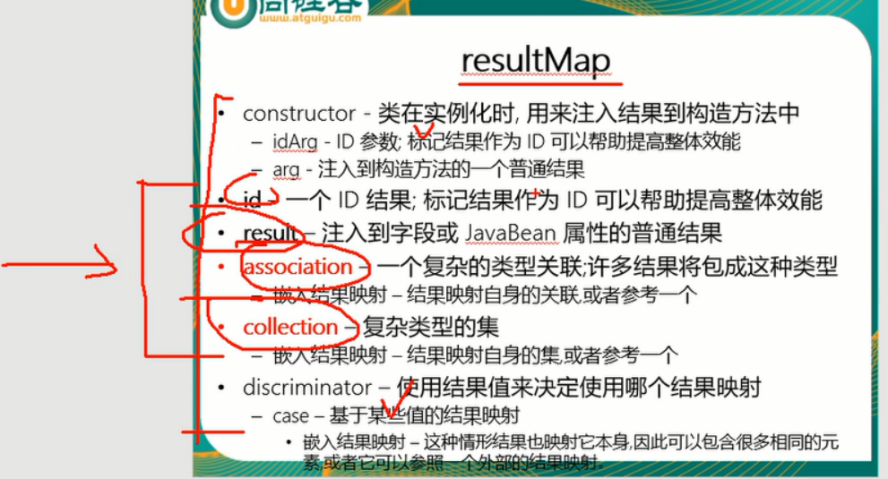 尚硅谷
www.atguigu.com
resultMap
• constructor - 类在实例化时, 用来注入结果到构造方法中
– idArg - ID 参数; 标记结果作为 ID 可以帮助提高整体效能
– arg - 注入到构造方法的一个普通结果
• id – 一个 ID 结果; 标记结果作为 ID 可以帮助提高整体效能
• result – 注入到字段或 JavaBean 属性的普通结果
• association – 一个复杂的类型关联;许多结果将包成这种类型
– 嵌入结果映射 – 结果映射自身的关联,或者参考一个
• collection – 复杂类型的集
– 嵌入结果映射 – 结果映射自身的集,或者参考一个
• discriminator – 使用结果值来决定使用哪个结果映射
– case – 基于某些值的结果映射
• 嵌入结果映射 – 这种情形结果也映射它本身,因此可以包含很多相同的元
素,或者它可以参照一个外部的结果映射。